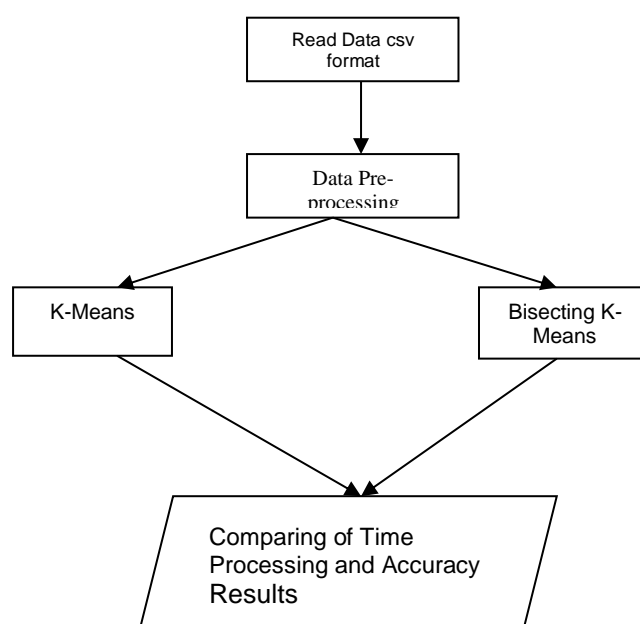 Read Data csv
format
Data Pre-
processing
K-Means
Bisecting K-
Means
Comparing of Time
Processing and Accuracy
Results